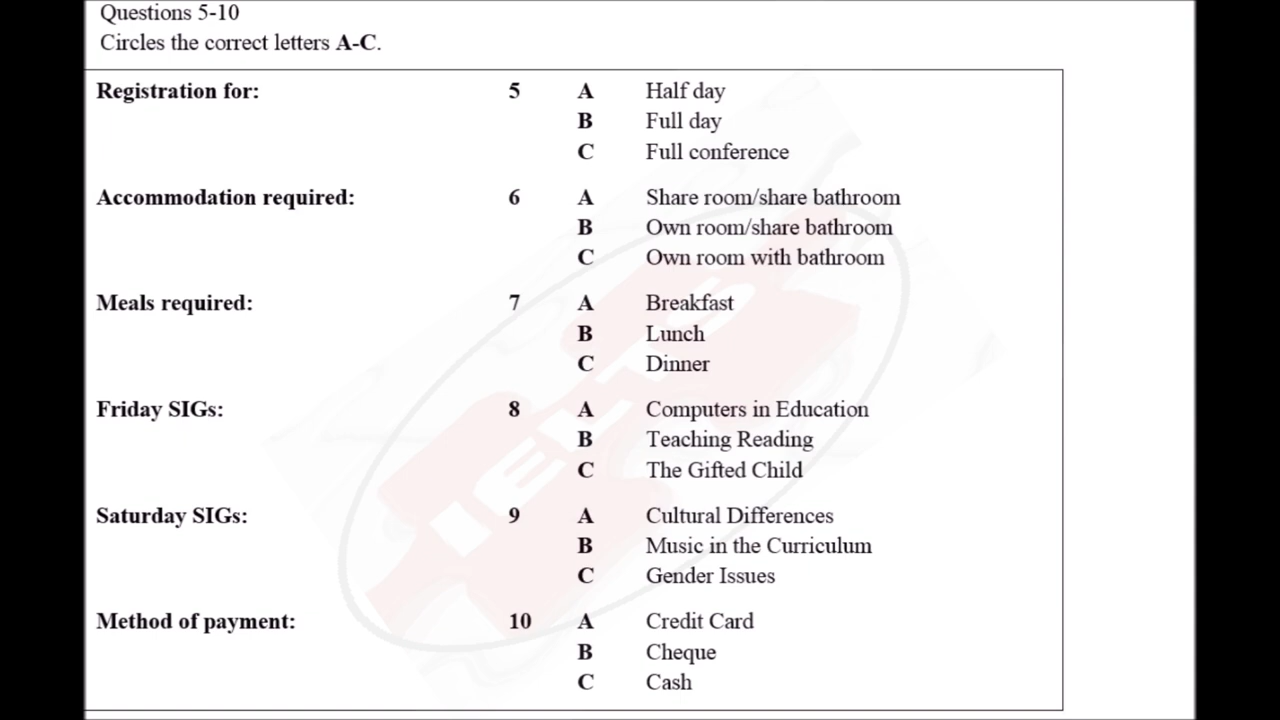 Questions 5-10
Circles the correct letters A-C.
Registration for: 5 A Half day
B Full day
C Full conference
Accommodation required: 6 A Share room/share bathroom
B Own room/share bathroom
C Own room with bathroom
Meals required: 7 A Breakfast
B Lunch
C Dinner
Friday SIGs: 8 A Computers in Education
B Teaching Reading
C The Gifted Child
Saturday SIGs: 9 A Cultural Differences
B Music in the Curriculum
C Gender Issues
Method of payment: 10 A Credit Card
B Cheque
C Cash
IELTS